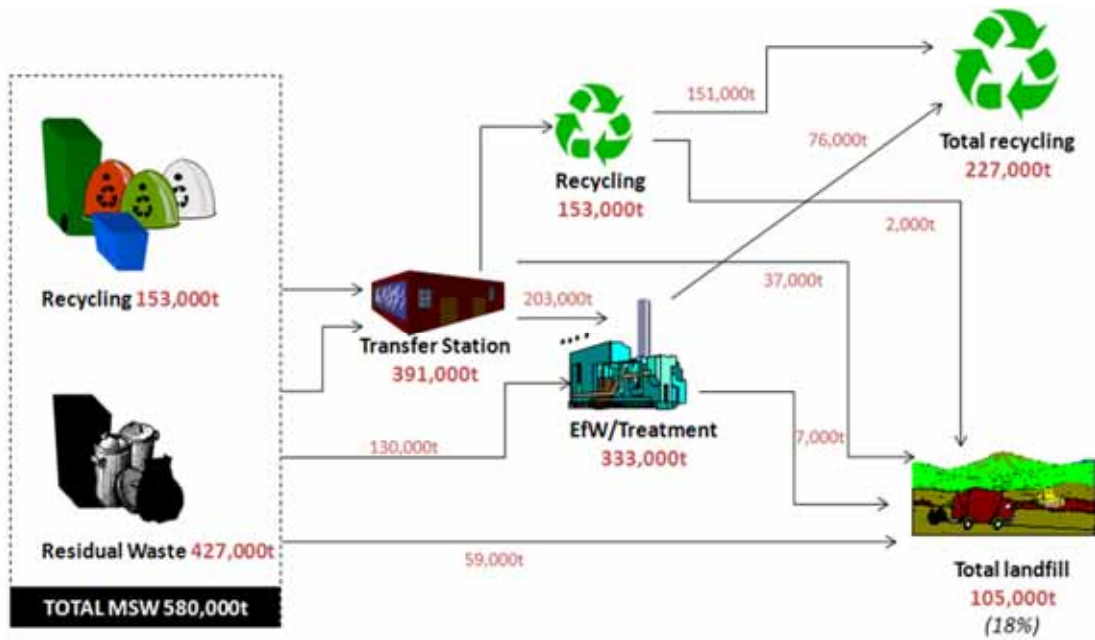 151,000t
76,000t
Total recycling
227,000t
Recycling
153,000t
2,000t
Recycling 153,000t
203,000t
37,000t
Transfer Station
391,000t
EfW/Treatment
333,000t
130,000t
7,000t
Residual Waste 427,000t
59,000t
Total landfill
105,000t
(18%)
TOTAL MSW 580,000t